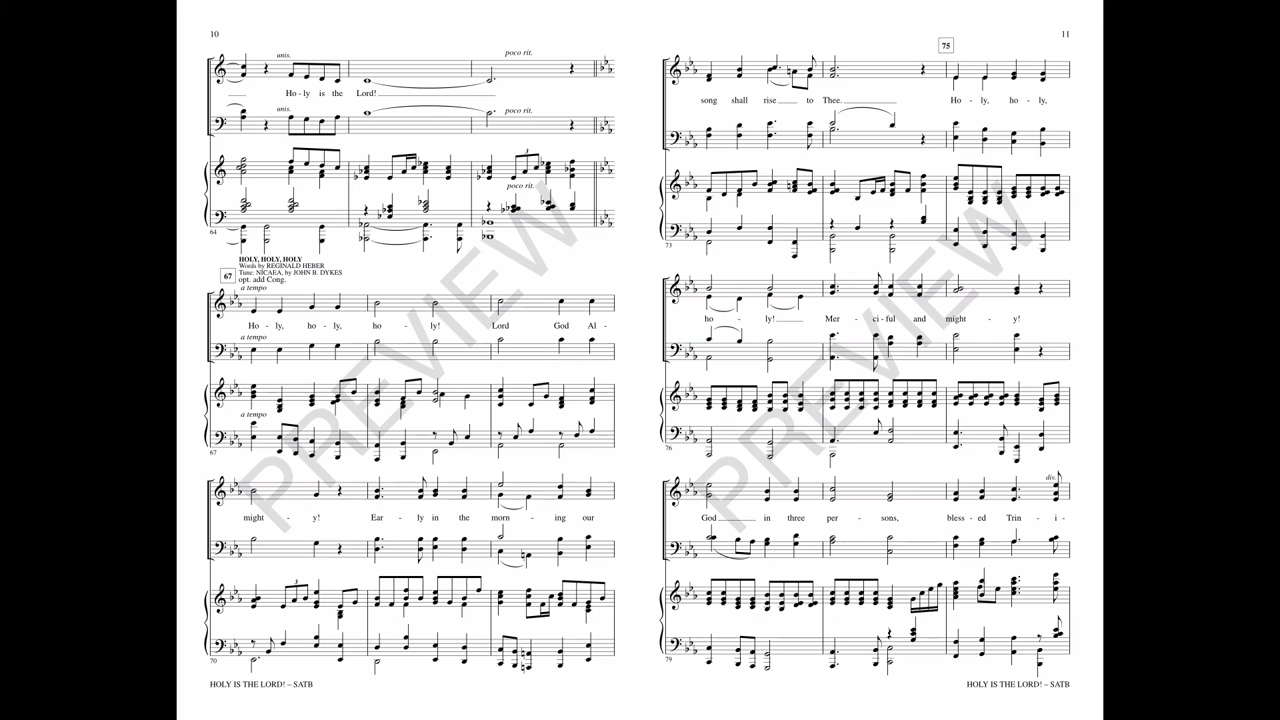 10
unis.
poco rit.
Ho - ly is the Lord!
unis.
poco rit.
3
poco rit.
64
HOLY, HOLY, HOLY
Words by REGINALD HEBER
Tune: NICAEA, by JOHN B. DYKES
67 opt. add Cong.
a tempo
Ho - ly, ho - ly, ho - ly! Lord God Al -
a tempo
a tempo
67
might - y! Ear - ly in the morn - ing our
3
70
HOLY IS THE LORD! – SATB
11
75
song shall rise to Thee. Ho - ly, ho - ly,
73
ho - ly! Mer - ci - ful and might - y!
76
div.
God in three per - sons, bless - ed Trin - i -
79
HOLY IS THE LORD! – SATB
PREVIEW
PREVIEW